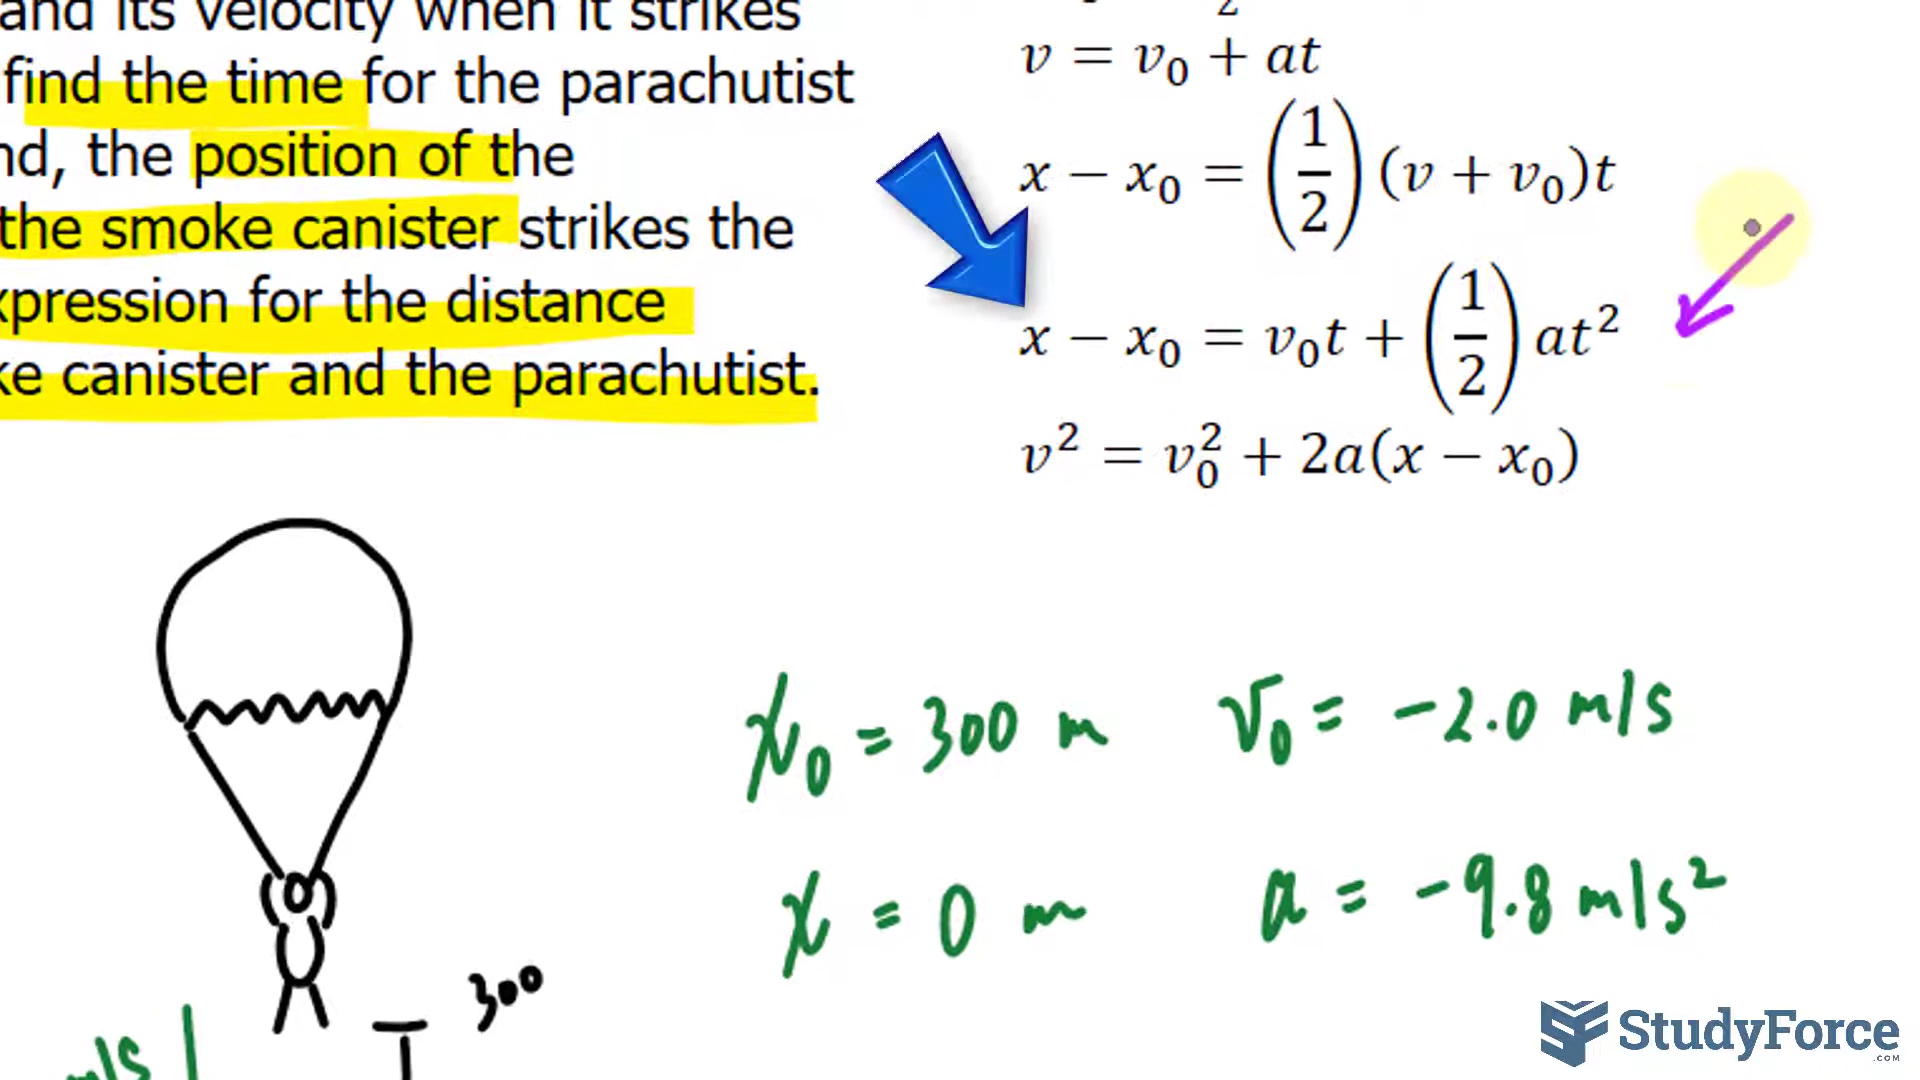 and its velocity when it strikes
find the time for the parachutist
nd, the position of the
the smoke canister strikes the
xpression for the distance
ke canister and the parachutist.
2
v = v₀ + at
x − x₀ = (1/2) (v + v₀)t
x − x₀ = v₀t + (1/2) at²
v² = v₀² + 2a(x − x₀)
x₀ = 300 m v₀ = -2.0 m/s
x = 0 m a = -9.8 m/s²
300
m/s
StudyForce
.COM